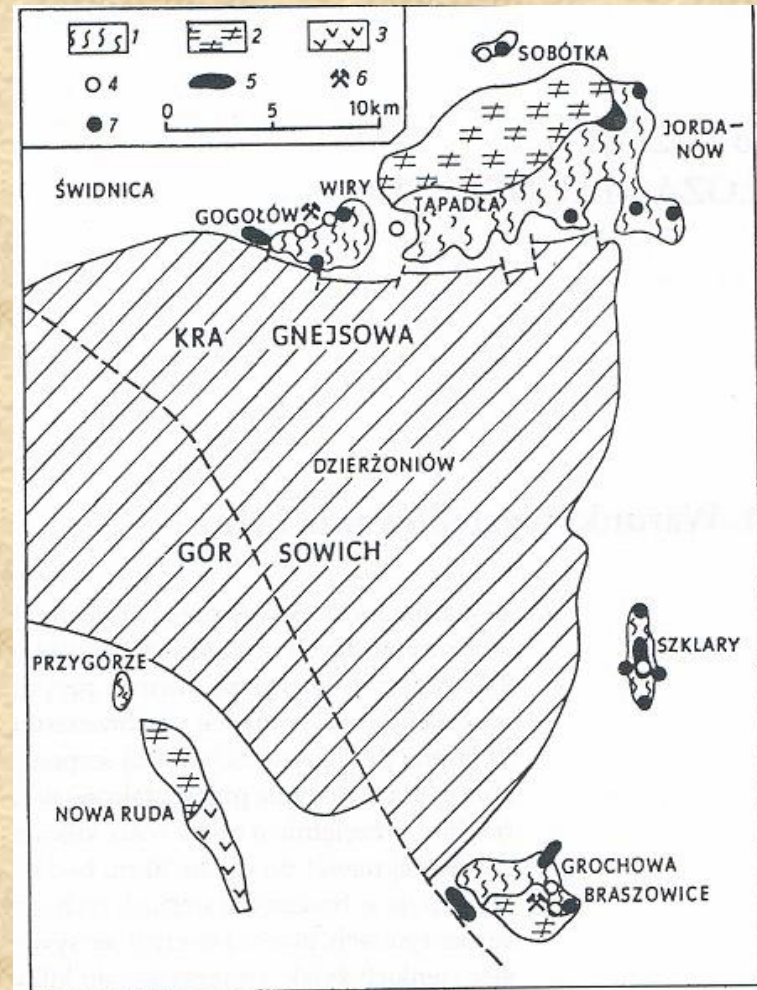 1 2 3
4 5 6
7 0 5 10km
SOBÓTKA
JORDA-
NÓW
ŚWIDNICA
WIRY
TĄPADŁA
GOGOŁÓW
KRA GNEJSOWA
DZIERŻONIÓW
GÓR SOWICH
PRZYGÓRZE
SZKLARY
NOWA RUDA
GROCHOWA
BRASZOWICE